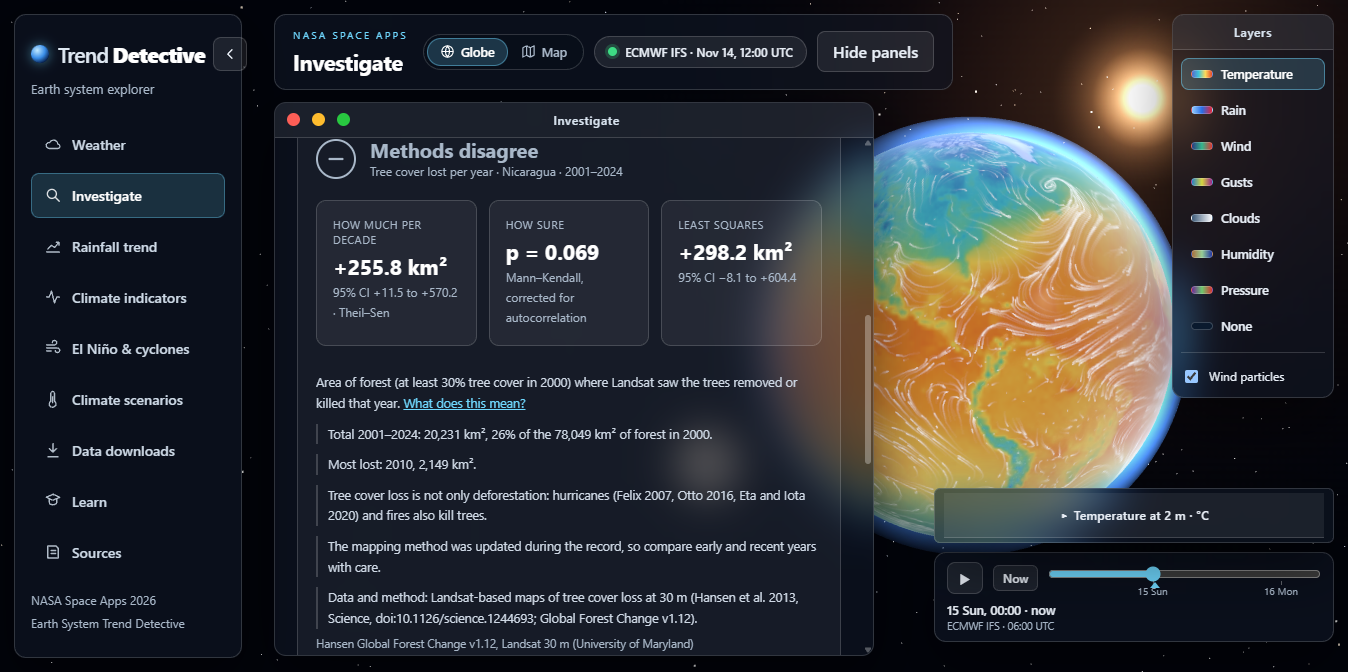 Trend Detective
Earth system explorer
Weather
Investigate
Rainfall trend
Climate indicators
El Niño & cyclones
Climate scenarios
Data downloads
Learn
Sources
NASA Space Apps 2026
Earth System Trend Detective
NASA SPACE APPS
Investigate
Globe
Map
ECMWF IFS · Nov 14, 12:00 UTC
Hide panels
Investigate
Methods disagree
Tree cover lost per year · Nicaragua · 2001–2024
HOW MUCH PER
DECADE
+255.8 km²
95% CI +11.5 to +570.2
· Theil–Sen
HOW SURE
p = 0.069
Mann–Kendall,
corrected for
autocorrelation
LEAST SQUARES
+298.2 km²
95% CI −8.1 to +604.4
Area of forest (at least 30% tree cover in 2000) where Landsat saw the trees removed or
killed that year. What does this mean?
Total 2001–2024: 20,231 km², 26% of the 78,049 km² of forest in 2000.
Most lost: 2010, 2,149 km².
Tree cover loss is not only deforestation: hurricanes (Felix 2007, Otto 2016, Eta and Iota
2020) and fires also kill trees.
The mapping method was updated during the record, so compare early and recent years
with care.
Data and method: Landsat-based maps of tree cover loss at 30 m (Hansen et al. 2013,
Science, doi:10.1126/science.1244693; Global Forest Change v1.12).
Hansen Global Forest Change v1.12, Landsat 30 m (University of Maryland)
Layers
Temperature
Rain
Wind
Gusts
Clouds
Humidity
Pressure
None
Wind particles
Temperature at 2 m · °C
Now
15 Sun
16 Mon
15 Sun, 00:00 · now
ECMWF IFS · 06:00 UTC